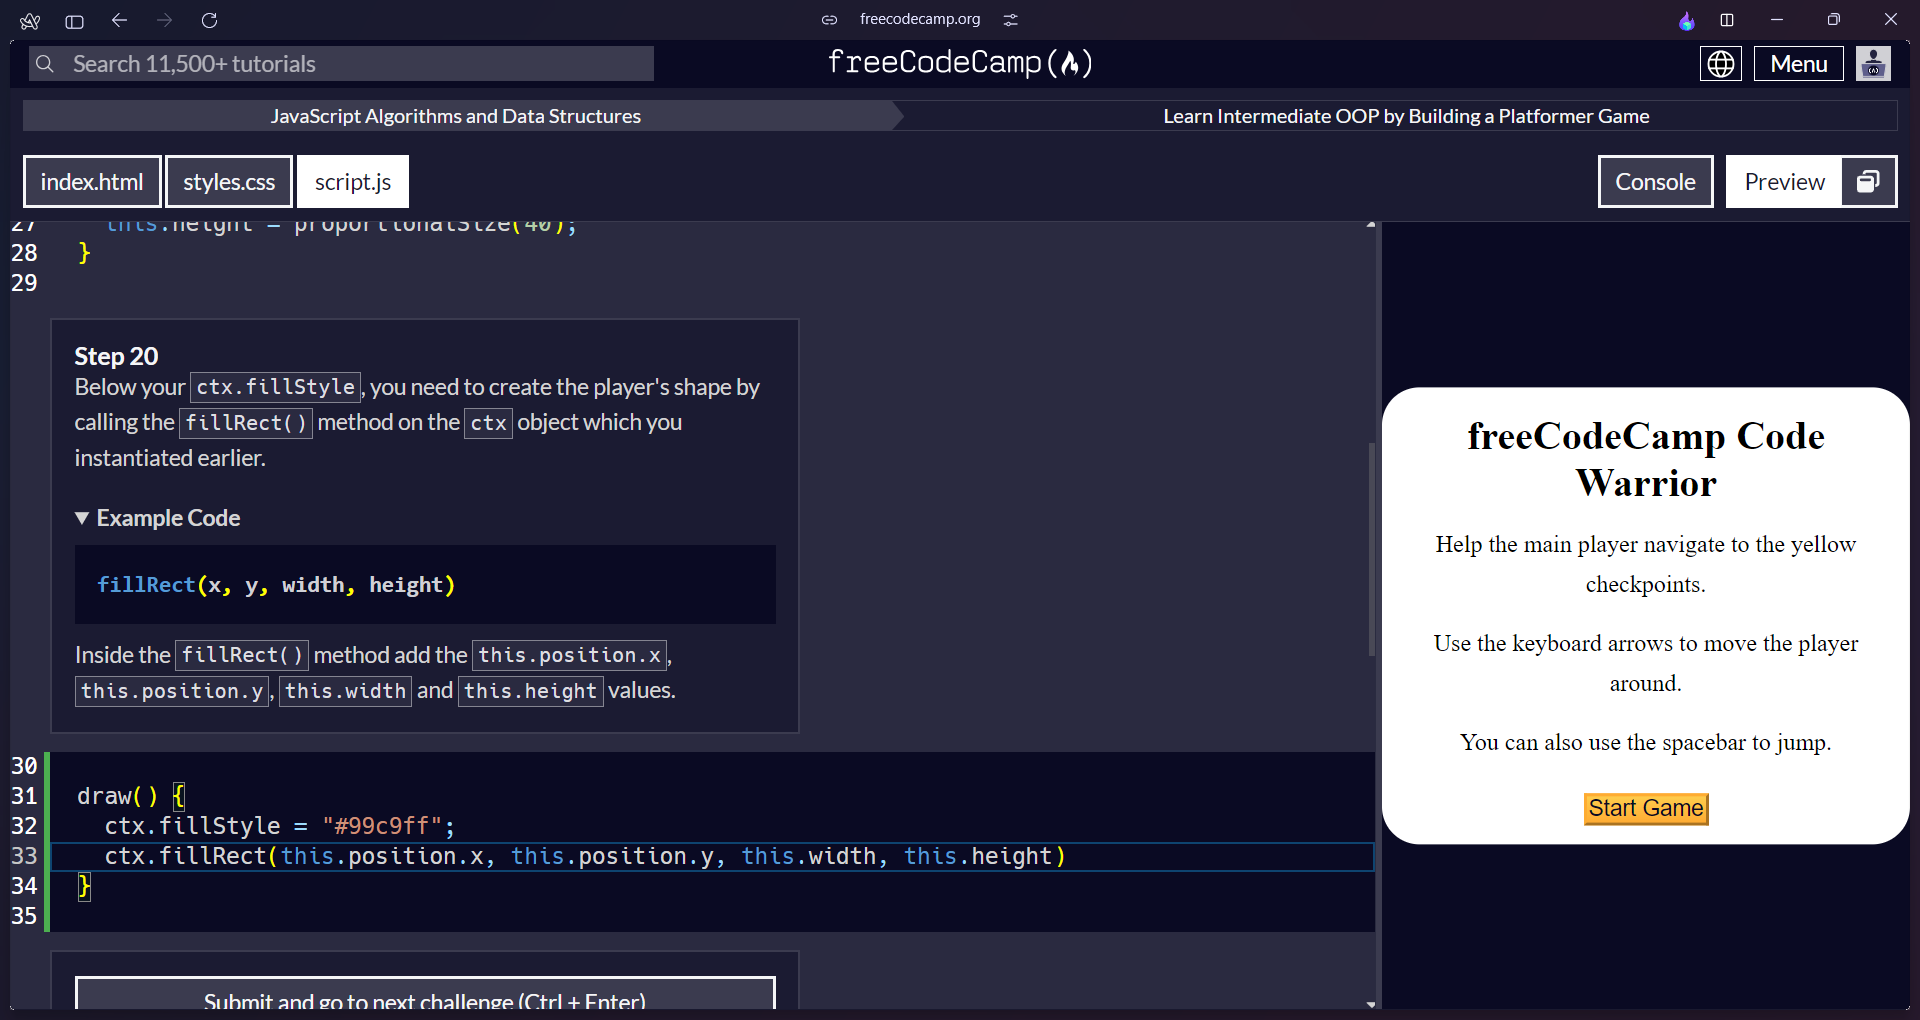 freecodecamp.org
Search 11,500+ tutorials
freeCodeCamp(🔥)
Menu
JavaScript Algorithms and Data Structures
Learn Intermediate OOP by Building a Platformer Game
index.html
styles.css
script.js
Console
Preview
27 this.height = proportionalSize(40);
28 }
29
Step 20
Below your ctx.fillStyle, you need to create the player's shape by
calling the fillRect() method on the ctx object which you
instantiated earlier.
▼ Example Code
fillRect(x, y, width, height)
Inside the fillRect() method add the this.position.x,
this.position.y, this.width and this.height values.
30
31 draw() {
32 ctx.fillStyle = "#99c9ff";
33 ctx.fillRect(this.position.x, this.position.y, this.width, this.height)
34 }
35
Submit and go to next challenge (Ctrl + Enter)
freeCodeCamp Code
Warrior
Help the main player navigate to the yellow
checkpoints.
Use the keyboard arrows to move the player
around.
You can also use the spacebar to jump.
Start Game